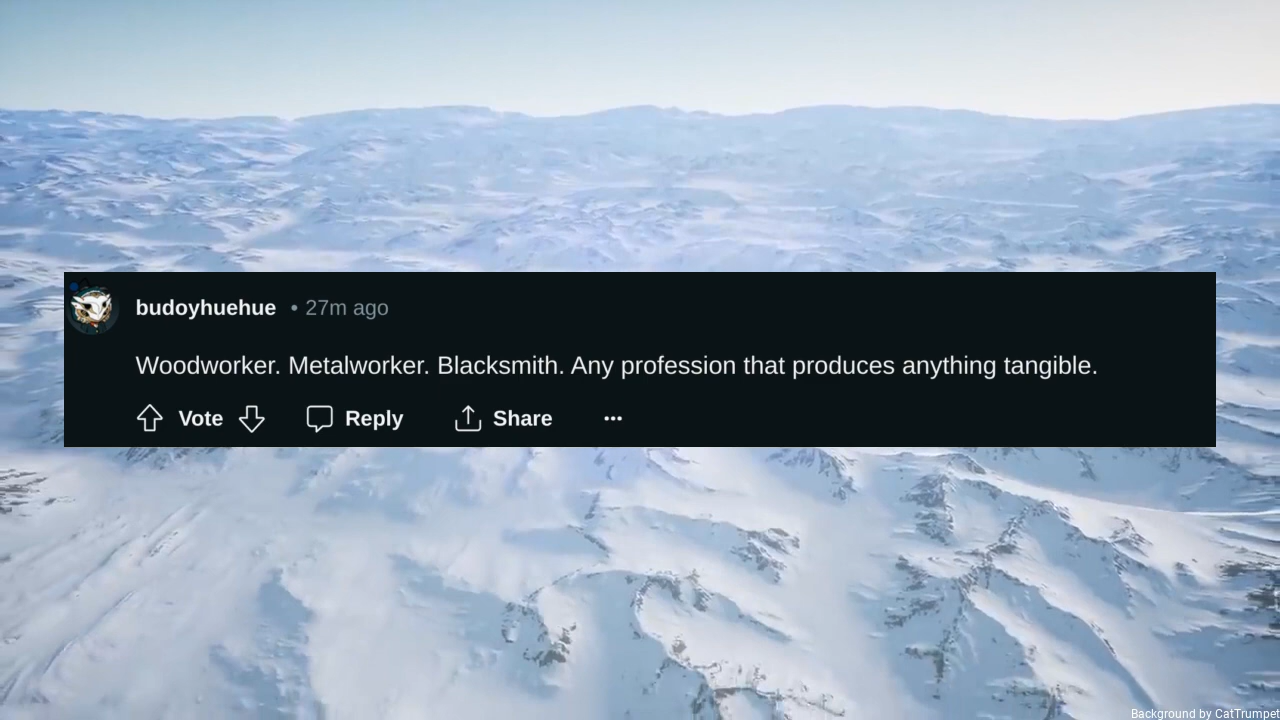 budoyhuehue • 27m ago
Woodworker. Metalworker. Blacksmith. Any profession that produces anything tangible.
Vote Reply Share ...
Background by CatTrumpet